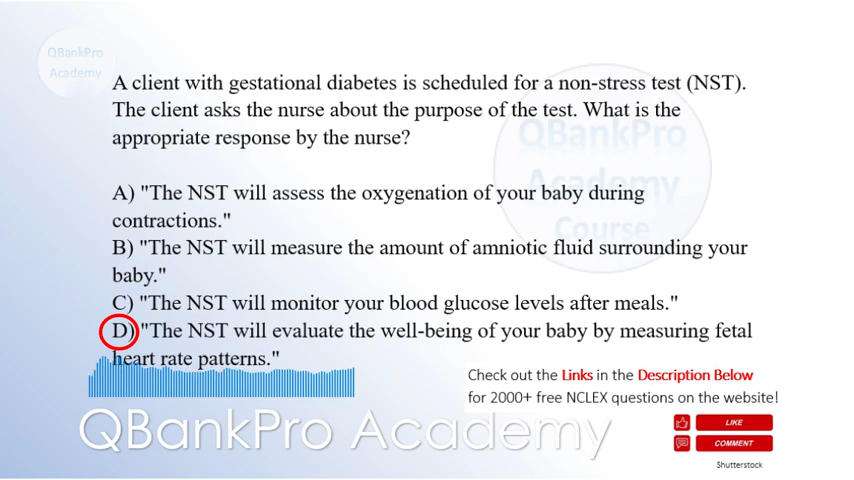 QBankPro
Academy
A client with gestational diabetes is scheduled for a non-stress test (NST).
The client asks the nurse about the purpose of the test. What is the
appropriate response by the nurse?
QBankPro
Academy
Course
A) "The NST will assess the oxygenation of your baby during
contractions."
B) "The NST will measure the amount of amniotic fluid surrounding your
baby."
C) "The NST will monitor your blood glucose levels after meals."
D) "The NST will evaluate the well-being of your baby by measuring fetal
heart rate patterns."
Check out the Links in the Description Below
for 2000+ free NCLEX questions on the website!
QBankPro Academy
LIKE
COMMENT
Shutterstock